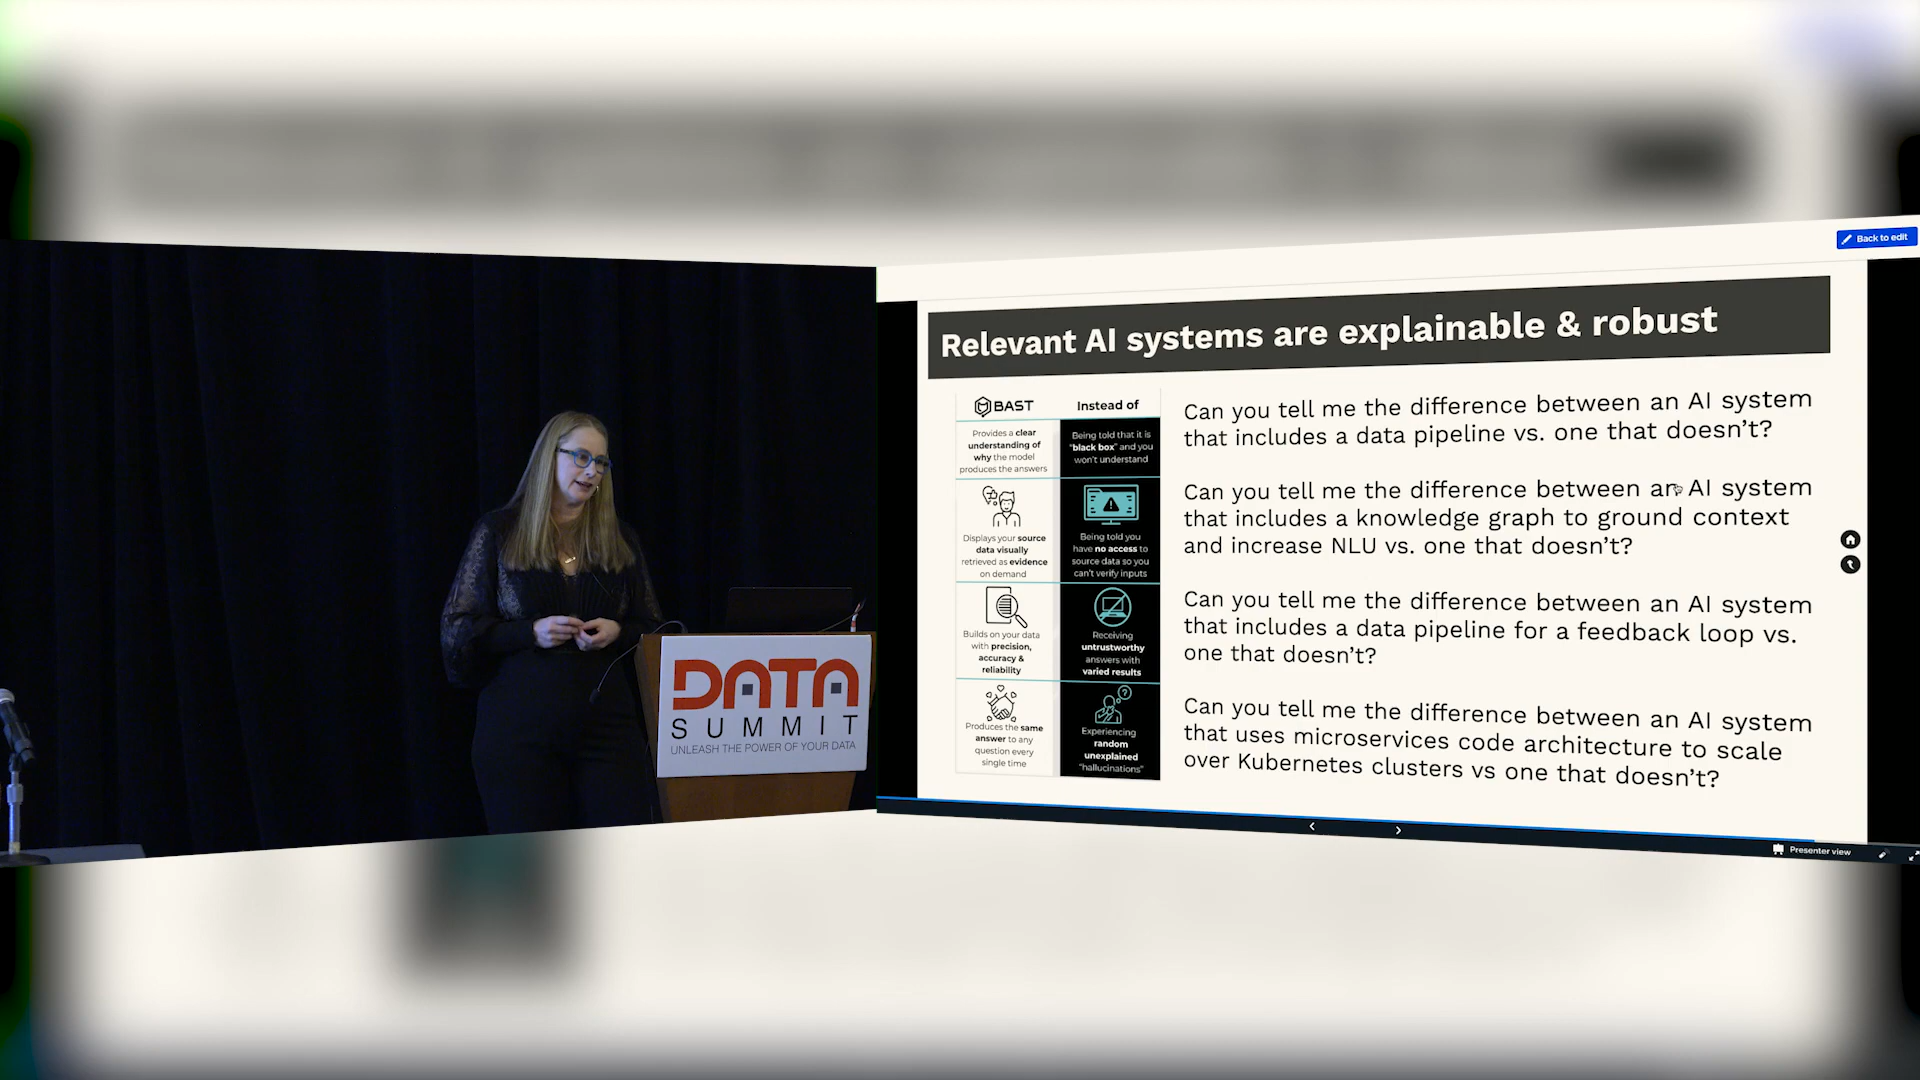 DATA
SUMMIT
UNLEASH THE POWER OF YOUR DATA
Back to edit
Relevant AI systems are explainable & robust
BAST
Instead of
Provides a clear
understanding of
why the model
produces the answers
Being told that it is
"black box" and you
won't understand
Displays your source
data visually
retrieved as evidence
on demand
Being told you
have no access to
source data so you
can't verify inputs
Builds on your data
with precision,
accuracy &
reliability
Receiving
untrustworthy
answers with
varied results
Produces the same
answer to any
question every
single time
Experiencing
random
unexplained
"hallucinations"
Can you tell me the difference between an AI system
that includes a data pipeline vs. one that doesn't?
Can you tell me the difference between an AI system
that includes a knowledge graph to ground context
and increase NLU vs. one that doesn't?
Can you tell me the difference between an AI system
that includes a data pipeline for a feedback loop vs.
one that doesn't?
Can you tell me the difference between an AI system
that uses microservices code architecture to scale
over Kubernetes clusters vs one that doesn't?
Presenter view